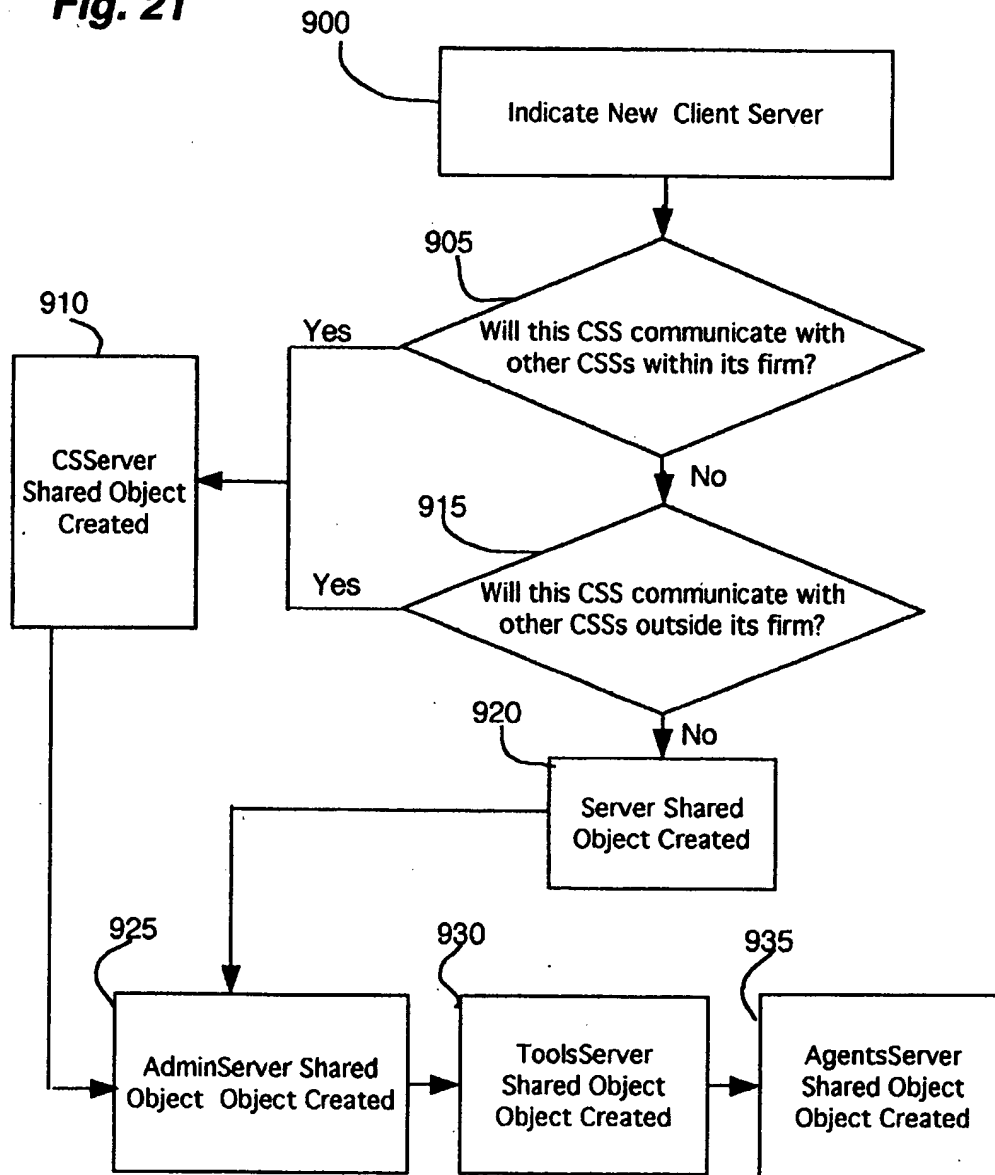 Fig. 21
900
Indicate New Client Server
905
Will this CSS communicate with
other CSSs within its firm?
Yes
910
CSServer
Shared Object
Created
No
915
Will this CSS communicate with
other CSSs outside its firm?
Yes
920
No
Server Shared
Object Created
925
AdminServer Shared
Object Object Created
930
ToolsServer
Shared Object
Object Created
935
AgentsServer
Shared Object
Object Created